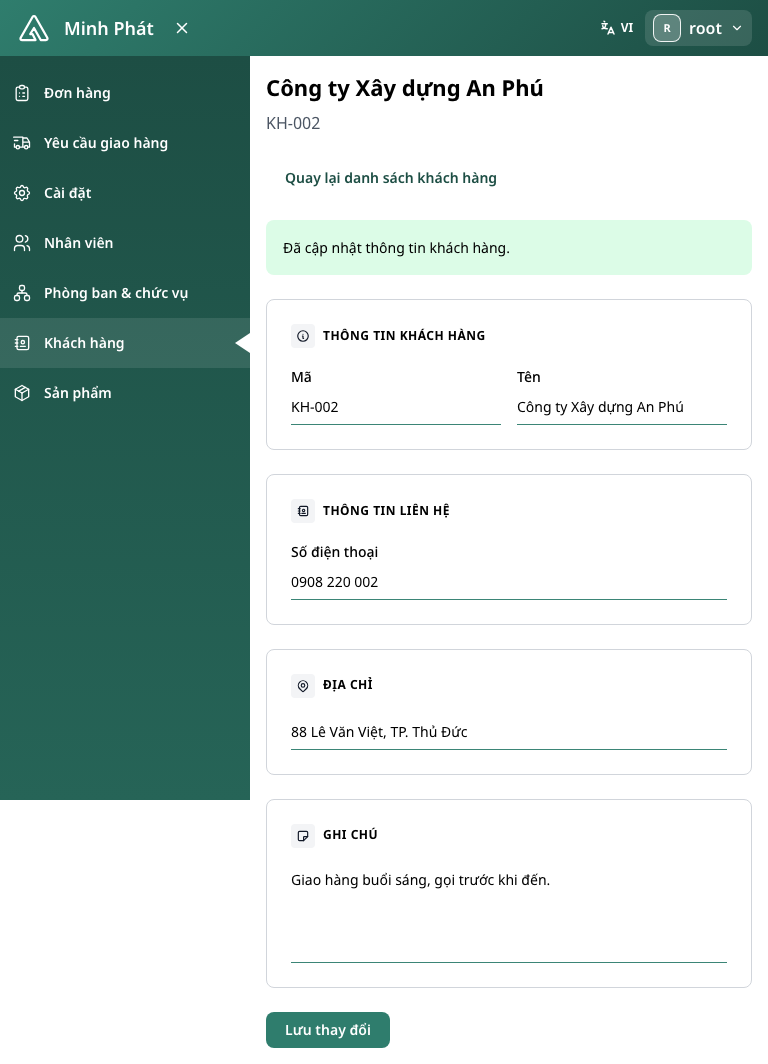 Minh Phát
VI
R
root
Đơn hàng
Yêu cầu giao hàng
Cài đặt
Nhân viên
Phòng ban & chức vụ
Khách hàng
Sản phẩm
Công ty Xây dựng An Phú
KH-002
Quay lại danh sách khách hàng
Đã cập nhật thông tin khách hàng.
THÔNG TIN KHÁCH HÀNG
Mã
Tên
KH-002
Công ty Xây dựng An Phú
THÔNG TIN LIÊN HỆ
Số điện thoại
0908 220 002
ĐỊA CHỈ
88 Lê Văn Việt, TP. Thủ Đức
GHI CHÚ
Giao hàng buổi sáng, gọi trước khi đến.
Lưu thay đổi